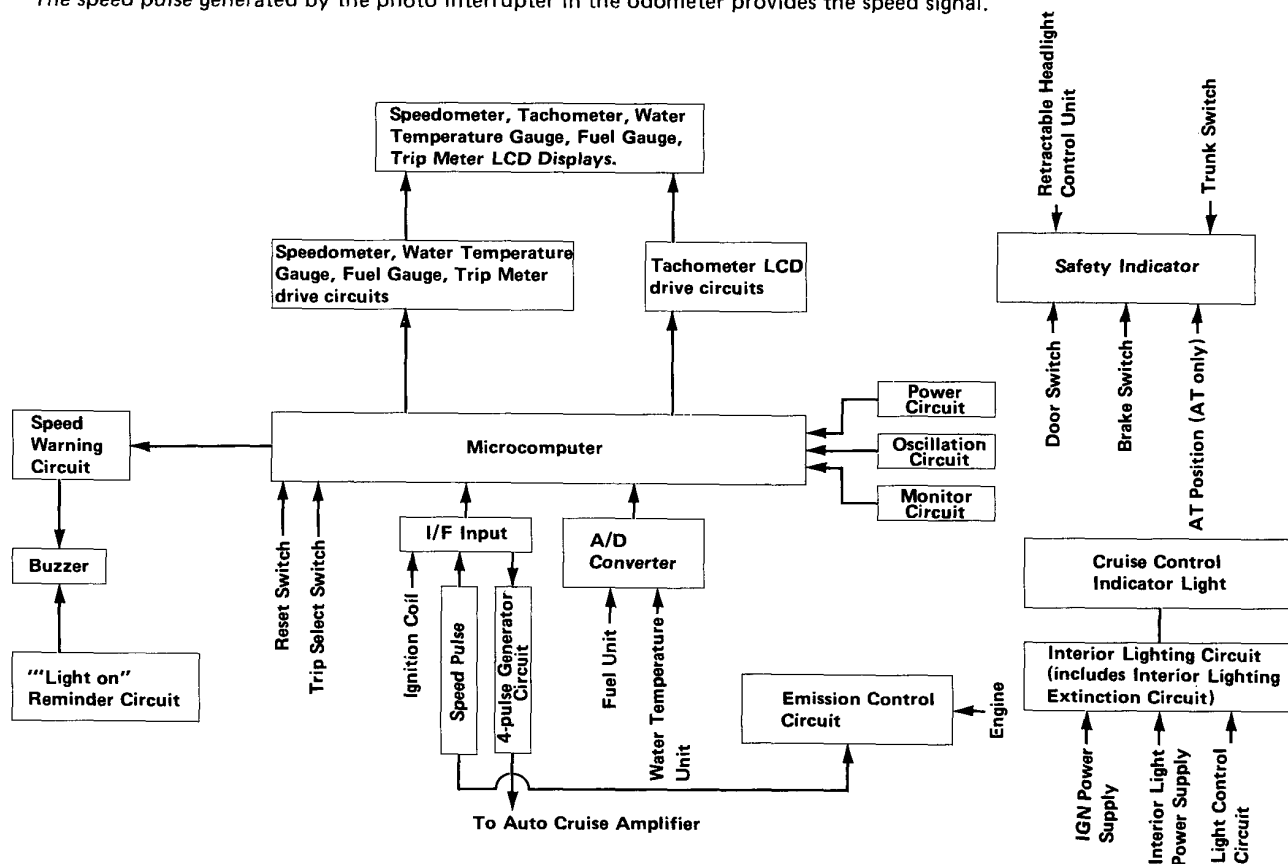 The speed pulse generated by the photo interrupter in the odometer provides the speed signal.
Retractable Headlight
Control Unit
Trunk Switch
Speedometer, Tachometer, Water
Temperature Gauge, Fuel Gauge,
Trip Meter LCD Displays.
Speedometer, Water Temperature
Gauge, Fuel Gauge, Trip Meter
drive circuits
Tachometer LCD
drive circuits
Safety Indicator
Door Switch
Brake Switch
AT Position (AT only)
Speed
Warning
Circuit
Microcomputer
Power
Circuit
Oscillation
Circuit
Monitor
Circuit
Buzzer
"'Light on"
Reminder Circuit
Reset Switch
Trip Select Switch
I/F Input
A/D
Converter
Ignition Coil
Speed Pulse
4-pulse Generator
Circuit
Fuel Unit
Water Temperature
Unit
Emission Control
Circuit
Engine
To Auto Cruise Amplifier
Cruise Control
Indicator Light
Interior Lighting Circuit
(includes Interior Lighting
Extinction Circuit)
IGN Power
Supply
Interior Light
Power Supply
Light Control
Circuit